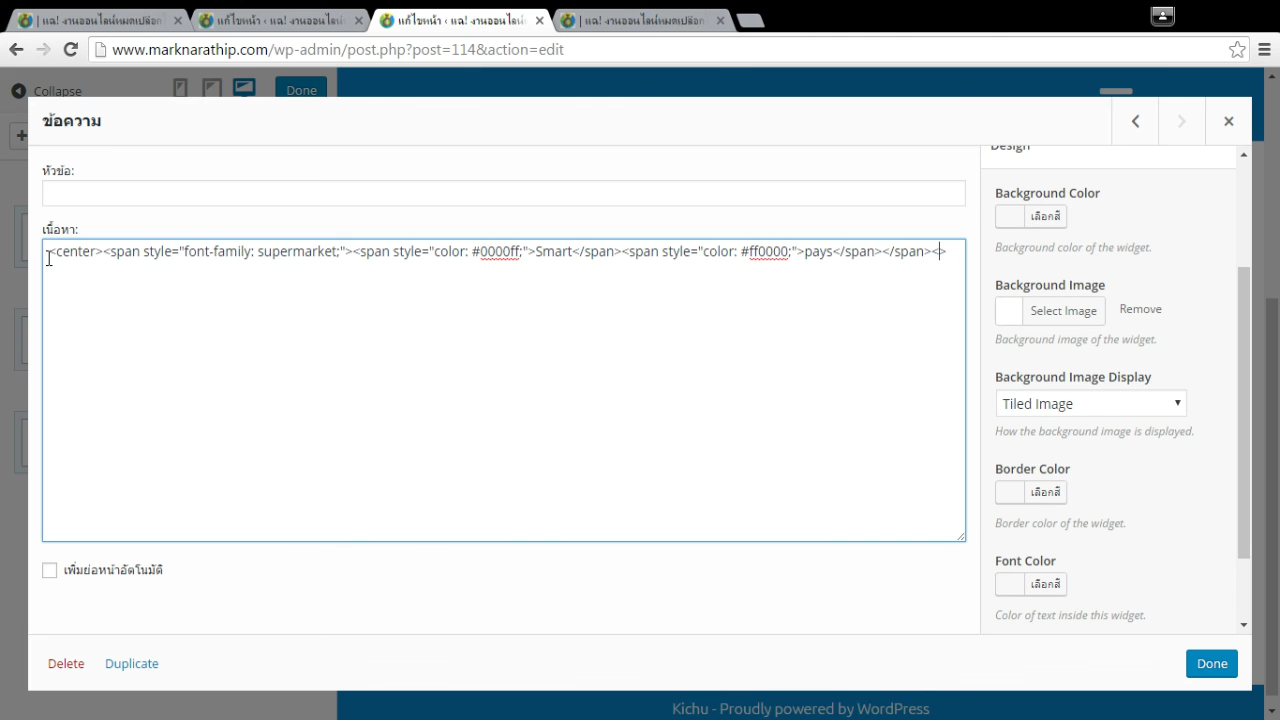 | แฉ! งานออนไลน์หมดเปลือก
แก้ไขหน้า ‹ แฉ! งานออนไลน์
แก้ไขหน้า ‹ แฉ! งานออนไลน์
| แฉ! งานออนไลน์หมดเปลือก
www.marknarathip.com/wp-admin/post.php?post=114&action=edit
Collapse
Done
ข้อความ
หัวข้อ:
เนื้อหา:
<center><span style="font-family: supermarket;"><span style="color: #0000ff;">Smart</span><span style="color: #ff0000;">pays</span></span><>
เพิ่มย่อหน้าอัตโนมัติ
Design
Background Color
เลือกสี
Background color of the widget.
Background Image
Select Image
Remove
Background image of the widget.
Background Image Display
Tiled Image
How the background image is displayed.
Border Color
เลือกสี
Border color of the widget.
Font Color
เลือกสี
Color of text inside this widget.
Delete
Duplicate
Done
Kichu - Proudly powered by WordPress